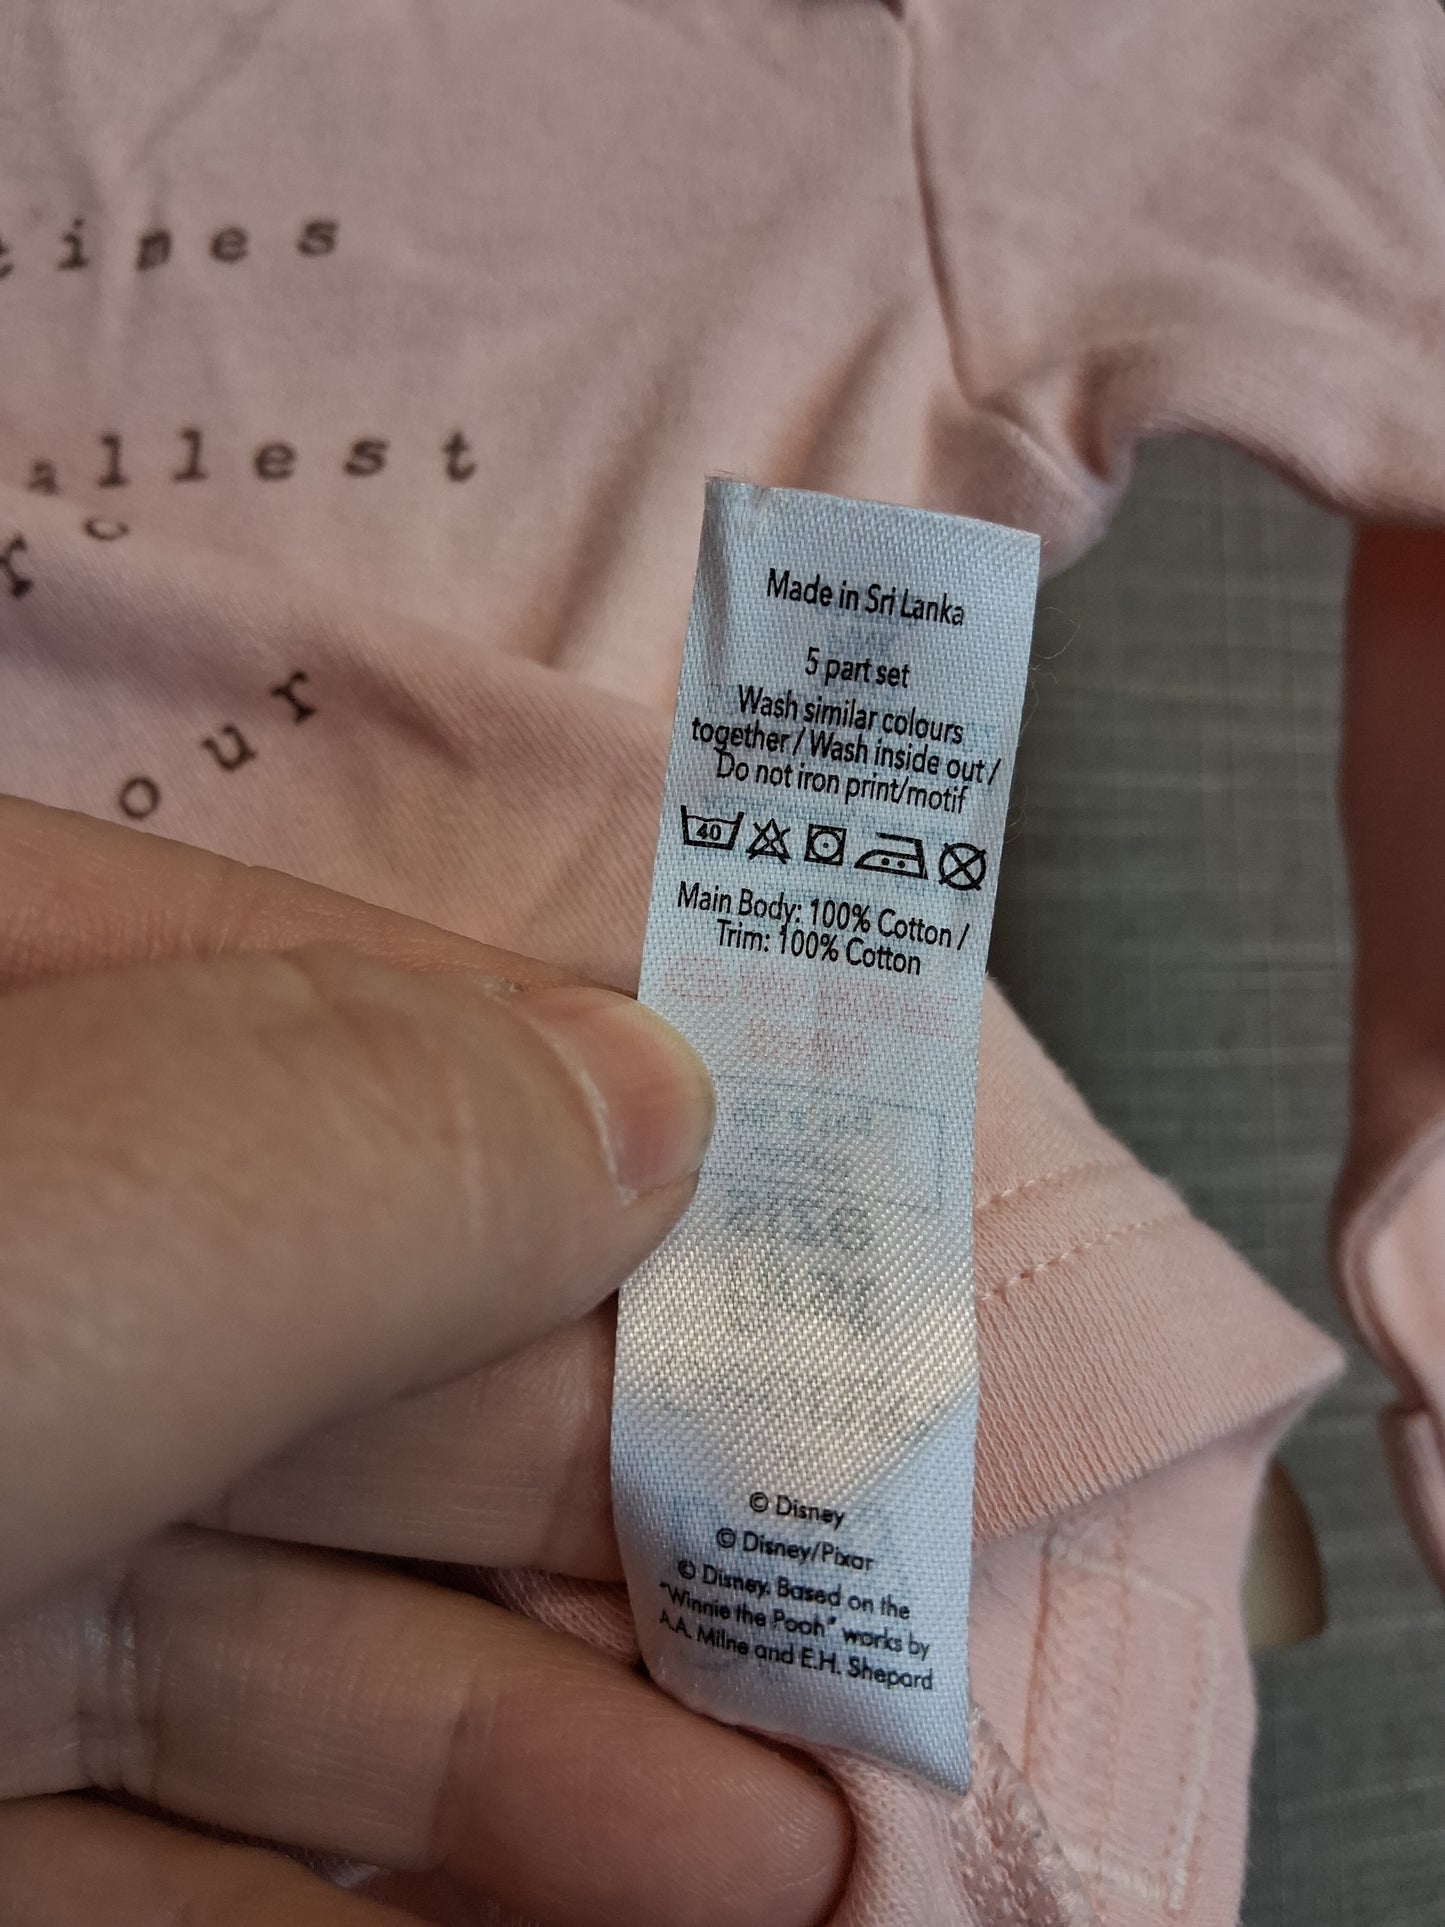 times
allest
r
our
Made in Sri Lanka
5 part set
Wash similar colours
together / Wash inside out /
Do not iron print/motif
40
Main Body: 100% Cotton /
Trim: 100% Cotton
© Disney
© Disney/Pixar
© Disney. Based on the
"Winnie the Pooh" works by
A.A. Milne and E.H. Shepard